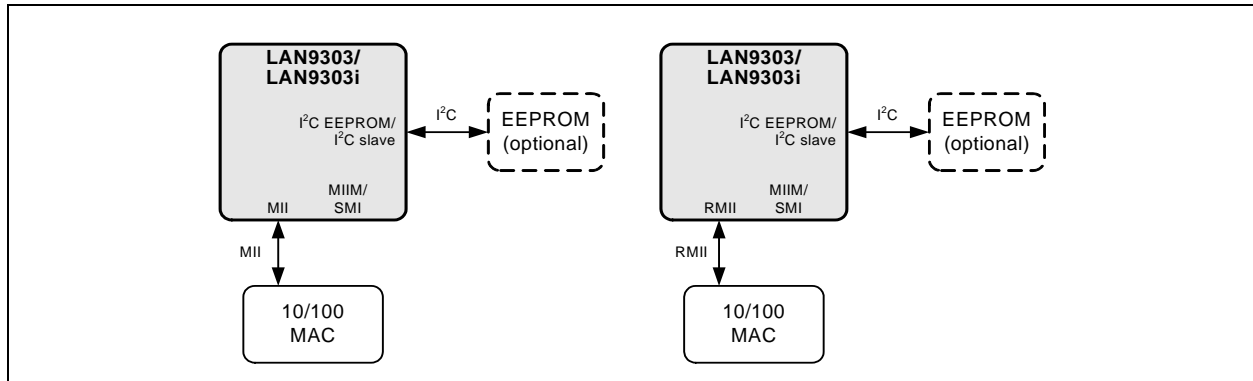 LAN9303/
LAN9303i
I²C EEPROM/
I²C slave
MII
MIIM/
SMI
I²C
EEPROM
(optional)
MII
10/100
MAC
LAN9303/
LAN9303i
I²C EEPROM/
I²C slave
RMII
MIIM/
SMI
I²C
EEPROM
(optional)
RMII
10/100
MAC